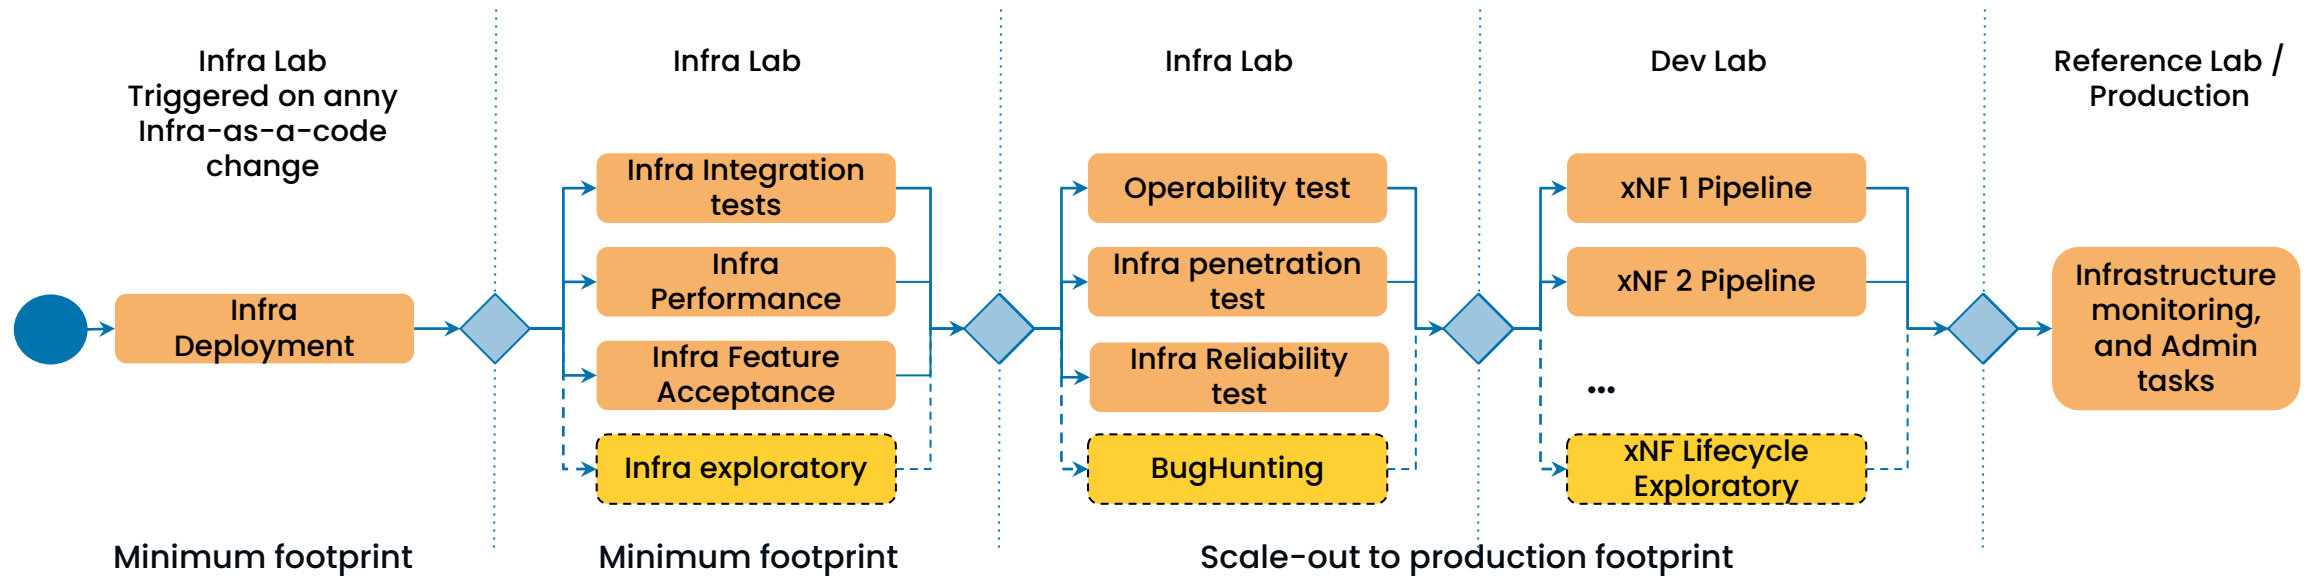 Infra Lab
Triggered on anny
Infra-as-a-code
change
Infra Lab
Infra Lab
Dev Lab
Reference Lab /
Production
Infra
Deployment
Infra Integration
tests
Infra
Performance
Infra Feature
Acceptance
Infra exploratory
Operability test
Infra penetration
test
Infra Reliability
test
BugHunting
xNF 1 Pipeline
xNF 2 Pipeline
...
xNF Lifecycle
Exploratory
Infrastructure
monitoring,
and Admin
tasks
Minimum footprint
Minimum footprint
Scale-out to production footprint